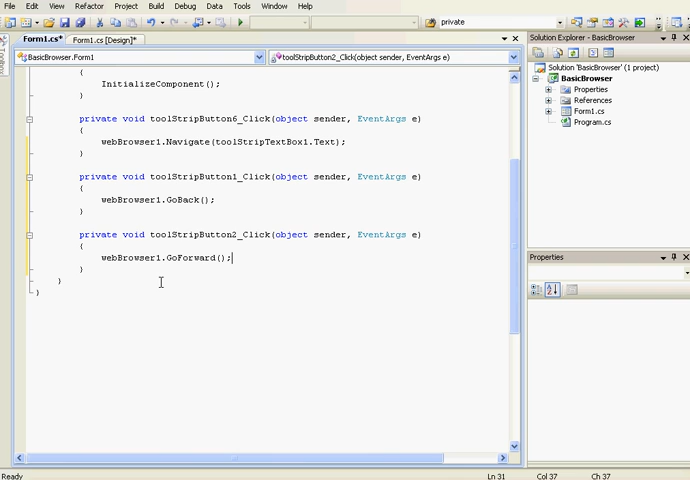 File Edit View Refactor Project Build Debug Data Tools Window Help
private
Form1.cs* Form1.cs [Design]*
BasicBrowser.Form1 toolStripButton2_Click(object sender, EventArgs e)
Toolbox
{
InitializeComponent();
}
private void toolStripButton6_Click(object sender, EventArgs e)
{
webBrowser1.Navigate(toolStripTextBox1.Text);
}
private void toolStripButton1_Click(object sender, EventArgs e)
{
webBrowser1.GoBack();
}
private void toolStripButton2_Click(object sender, EventArgs e)
{
webBrowser1.GoForward();
}
}
}
Solution Explorer - BasicBrowser
Solution 'BasicBrowser' (1 project)
BasicBrowser
Properties
References
Form1.cs
Program.cs
Properties
Ready Ln 31 Col 37 Ch 37